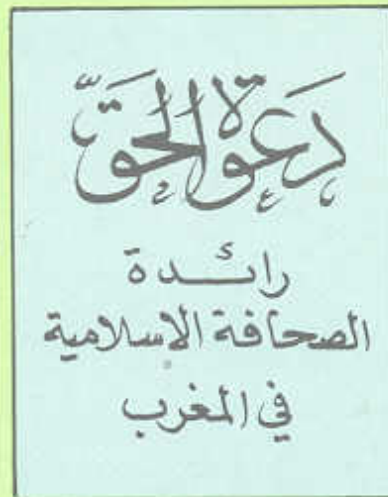 دعوة الحقّ
رائدة
الصحافة الاسلامية
في المغرب